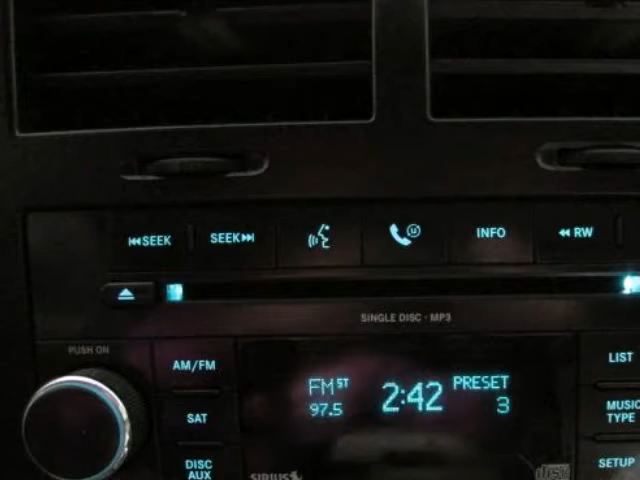 SEEK
SEEK
INFO
RW
SINGLE DISC · MP3
PUSH ON
AM/FM
SAT
DISC
AUX
FM ST
97.5
2:42
PRESET
3
LIST
MUSIC
TYPE
SETUP
SIRIUS
disc